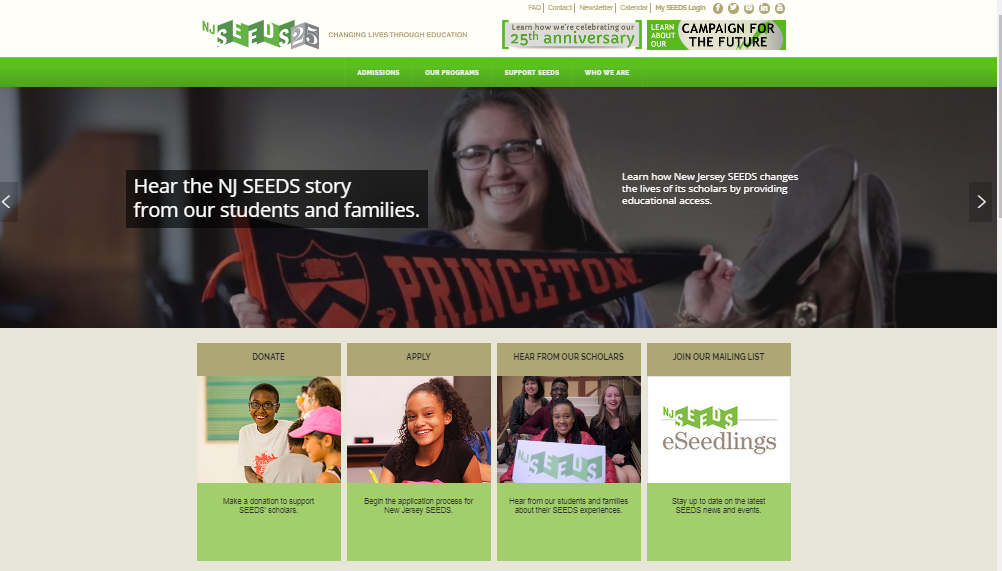 FAQ Contact Newsletter Calendar My SEEDS Login
NJ SEEDS 25
CHANGING LIVES THROUGH EDUCATION
Learn how we're celebrating our
25th anniversary
LEARN
ABOUT
OUR
CAMPAIGN FOR
THE FUTURE
ADMISSIONS OUR PROGRAMS SUPPORT SEEDS WHO WE ARE
Hear the NJ SEEDS story
from our students and families.
Learn how New Jersey SEEDS changes
the lives of its scholars by providing
educational access.
PRINCETON
DONATE
Make a donation to support
SEEDS' scholars.
APPLY
Begin the application process for
New Jersey SEEDS.
HEAR FROM OUR SCHOLARS
NJ SEEDS
Hear from our students and families
about their SEEDS experiences.
JOIN OUR MAILING LIST
NJ SEEDS
eSeedlings
Stay up to date on the latest
SEEDS news and events.